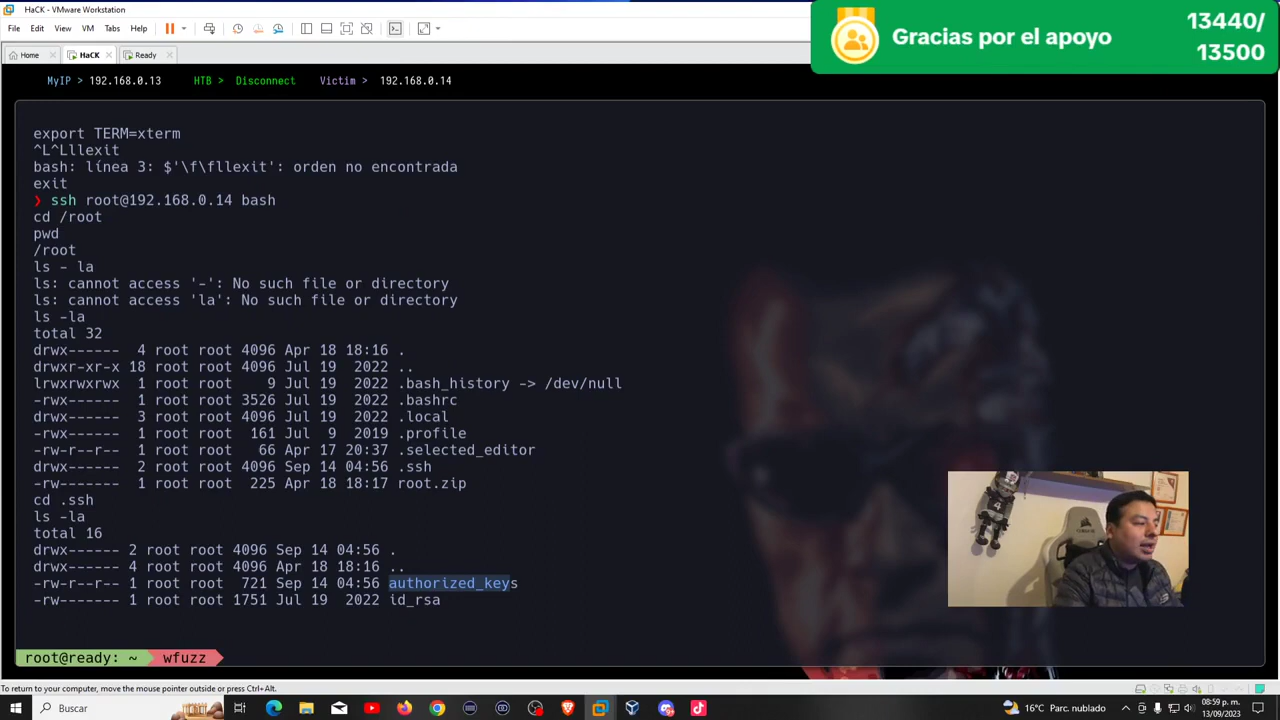 HaCK - VMware Workstation
File Edit View VM Tabs Help
Home HaCK Ready
Gracias por el apoyo
13440/
13500
MyIP > 192.168.0.13 HTB > Disconnect Victim > 192.168.0.14
export TERM=xterm
^L^Lllexit
bash: línea 3: $'\f\fllexit': orden no encontrada
exit
❯ ssh root@192.168.0.14 bash
cd /root
pwd
/root
ls - la
ls: cannot access '-': No such file or directory
ls: cannot access 'la': No such file or directory
ls -la
total 32
drwx------ 4 root root 4096 Apr 18 18:16 .
drwxr-xr-x 18 root root 4096 Jul 19 2022 ..
lrwxrwxrwx 1 root root 9 Jul 19 2022 .bash_history -> /dev/null
-rwx------ 1 root root 3526 Jul 19 2022 .bashrc
drwx------ 3 root root 4096 Jul 19 2022 .local
-rwx------ 1 root root 161 Jul 9 2019 .profile
-rw-r--r-- 1 root root 66 Apr 17 20:37 .selected_editor
drwx------ 2 root root 4096 Sep 14 04:56 .ssh
-rw------- 1 root root 225 Apr 18 18:17 root.zip
cd .ssh
ls -la
total 16
drwx------ 2 root root 4096 Sep 14 04:56 .
drwx------ 4 root root 4096 Apr 18 18:16 ..
-rw-r--r-- 1 root root 721 Sep 14 04:56 authorized_keys
-rw------- 1 root root 1751 Jul 19 2022 id_rsa
root@ready: ~ wfuzz
To return to your computer, move the mouse pointer outside or press Ctrl+Alt.
Buscar
16°C Parc. nublado
08:59 p. m.
13/09/2023